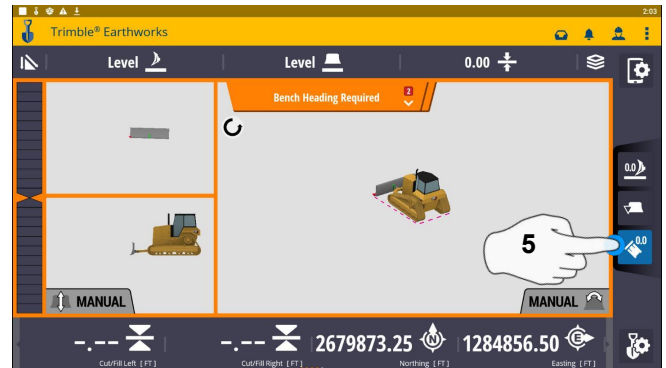 2:03
Trimble® Earthworks
Level
Level
0.00
Bench Heading Required
2
0.0
0.0
5
MANUAL
MANUAL
-.--
-.--
2679873.25
N
1284856.50
E
Cut/Fill Left [ FT ]
Cut/Fill Right [ FT ]
Northing [ FT ]
Easting [ FT ]